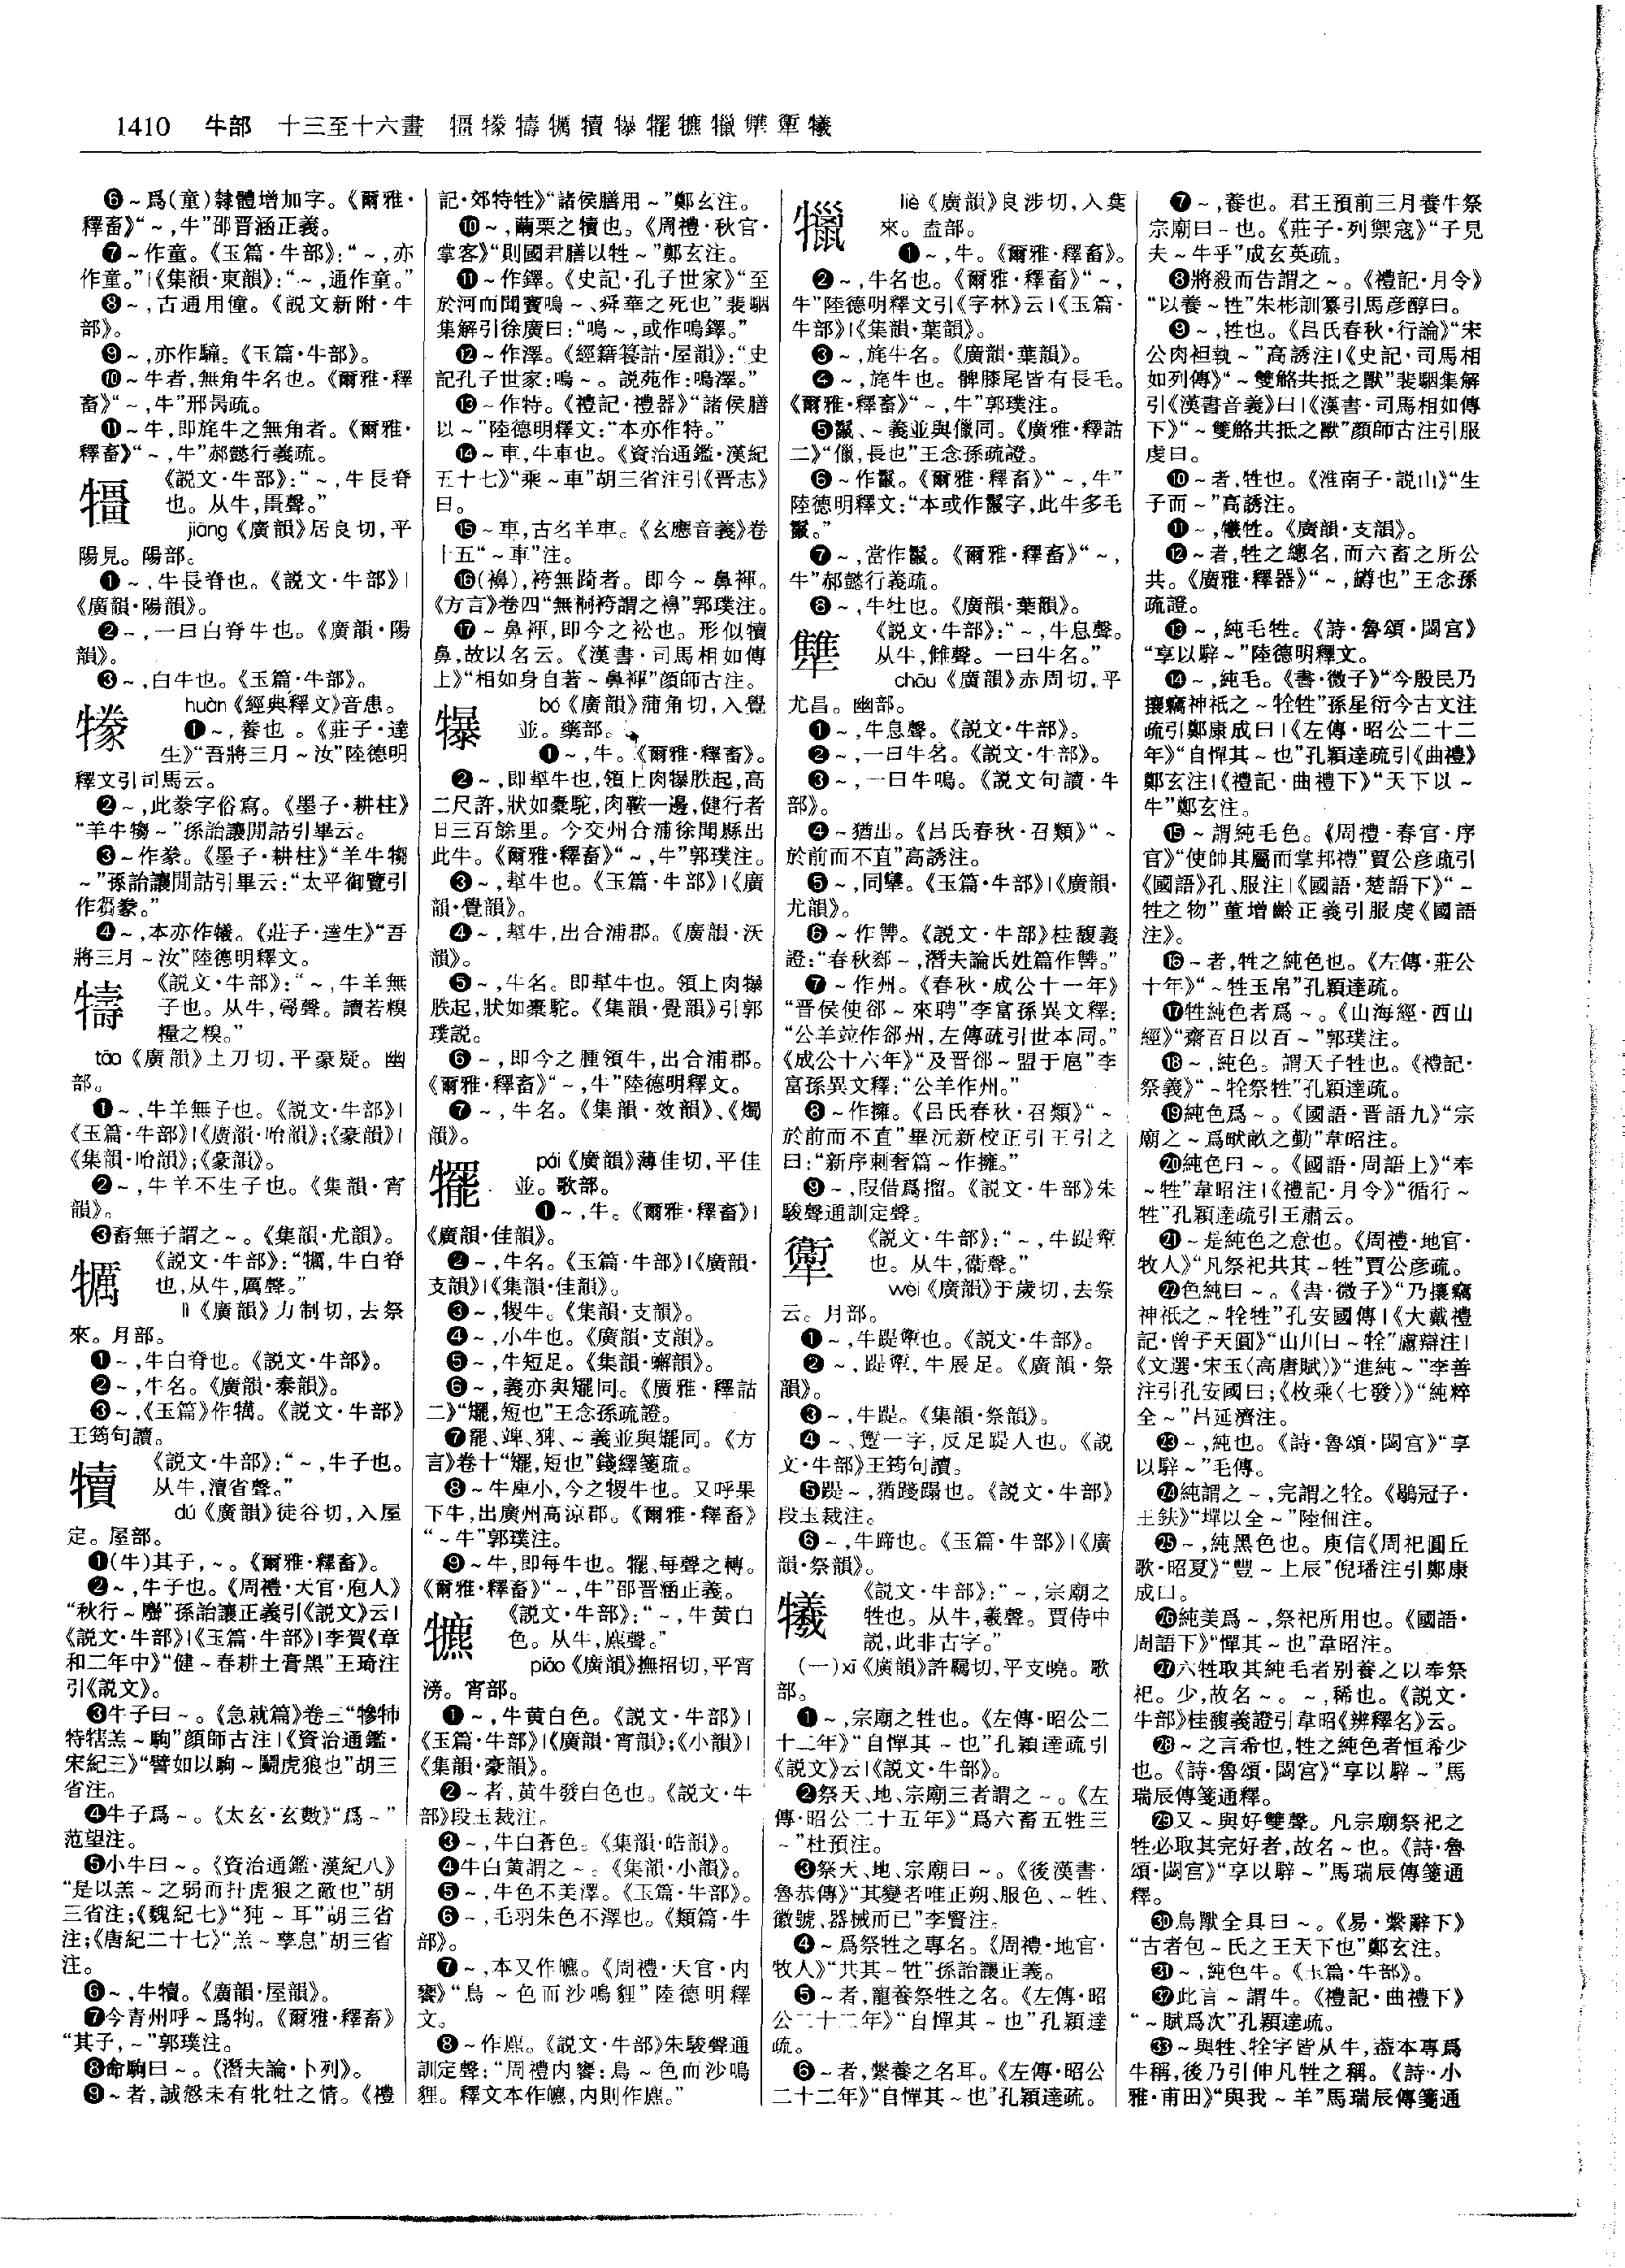 1410 牛部 十三至十六畫 犡犪犞犡犢犦犤犥犣犨犩犧
❻～爲(童)隸體增加字。《爾雅·
釋畜》“～,牛”邵晋涵正義。
❼～作童。《玉篇·牛部》:“～,亦
作童。”|《集韻·東韻》:“～,通作童。”
❽～,古通用僮。《説文新附·牛
部》。
❾～,亦作䮵。《玉篇·牛部》。
❿～牛者,無角牛名也。《爾雅·釋
畜》“～,牛”邢昺疏。
⓫～牛,即旄牛之無角者。《爾雅·
釋畜》“～,牛”郝懿行義疏。
《説文·牛部》:“～,牛長脊
也。从牛,畺聲。”
jiāng《廣韻》居良切,平
陽見。陽部。
❶～,牛長脊也。《説文·牛部》|
《廣韻·陽韻》。
❷～,一曰白脊牛也。《廣韻·陽
韻》。
❸～,白牛也。《玉篇·牛部》。
huàn《經典釋文》音患。
❶～,養也。《莊子·達
生》“吾將三月～汝”陸德明
釋文引司馬云。
❷～,此豢字俗寫。《墨子·耕柱》
“羊牛犓～”孫詒讓閒詁引畢云。
❸～作豢。《墨子·耕柱》“羊牛犓
～”孫詒讓閒詁引畢云:“太平御覽引
作芻豢。”
❹～,本亦作犧。《莊子·達生》“吾
將三月～汝”陸德明釋文。
《説文·牛部》:“～,牛羊無
子也。从牛,𠷎聲。讀若糗
糧之糗。”
tāo《廣韻》土刀切,平豪疑。幽
部。
❶～,牛羊無子也。《説文·牛部》|
《玉篇·牛部》|《廣韻·咍韻》;《豪韻》|
《集韻·咍韻》;《豪韻》。
❷～,牛羊不生子也。《集韻·宵
韻》。
❸畜無子謂之～。《集韻·尤韻》。
犡 《説文·牛部》:“犡,牛白脊
也,从牛,厲聲。”
lì《廣韻》力制切,去祭
來。月部。
❶～,牛白脊也。《説文·牛部》。
❷～,牛名。《廣韻·泰韻》。
❸～,《玉篇》作犡。《説文·牛部》
王筠句讀。
犢 《説文·牛部》:“～,牛子也。
从牛,瀆省聲。”
dú《廣韻》徒谷切,入屋
定。屋部。
❶(牛)其子,～。《爾雅·釋畜》。
❷～,牛子也。《周禮·天官·庖人》
“秋行～麛”孫詒讓正義引《説文》云|
《説文·牛部》|《玉篇·牛部》|李賀《章
和二年中》“健～春耕土膏黑”王琦注
引《説文》。
❸牛子曰～。《急就篇》卷三“犙㹑
特犗羔～駒”顏師古注|《資治通鑑·
宋紀三》“譬如以駒～鬭虎狼也”胡三
省注。
❹牛子爲～。《太玄·玄數》“爲～”
范望注。
❺小牛曰～。《資治通鑑·漢紀八》
“是以羔～之弱而扞虎狼之敵也”胡
三省注;《魏紀七》“㹠～耳”胡三省
注;《唐紀二十七》“羔～孳息”胡三省
注。
❻～,牛犢。《廣韻·屋韻》。
❼今青州呼～爲㸸。《爾雅·釋畜》
“其子,～”郭璞注。
❽命駒曰～。《潛夫論·卜列》。
❾～者,誠慤未有牝牡之情。《禮
記·郊特牲》“諸侯膳用～”鄭玄注。
❿～,繭栗之犢也。《周禮·秋官·
掌客》“則國君膳以牲～”鄭玄注。
⓫～作鐸。《史記·孔子世家》“至
於河而聞竇鳴～、舜華之死也”裴駰
集解引徐廣曰:“鳴～,或作鳴鐸。”
⓬～作澤。《經籍籑詁·屋韻》:“史
記孔子世家:鳴～。説苑作:鳴澤。”
⓭～作特。《禮記·禮器》“諸侯膳
以～”陸德明釋文:“本亦作特。”
⓮～車,牛車也。《資治通鑑·漢紀
五十七》“乘～車”胡三省注引《晋志》
曰。
⓯～車,古名羊車。《玄應音義》卷
十五“～車”注。
⓰(𧝎),袴無踦者。即今～鼻褌。
《方言》卷四“無𧙷袴謂之𧝎”郭璞注。
⓱～鼻褌,即今之衳也。形似犢
鼻,故以名云。《漢書·司馬相如傳
上》“相如身自著～鼻褌”顏師古注。
犦 bó《廣韻》蒲角切,入覺
並。藥部。
❶～,牛。《爾雅·釋畜》。
❷～,即犎牛也,領上肉犦胅起,高
二尺許,狀如橐駝,肉鞍一邊,健行者
日三百餘里。今交州合浦徐聞縣出
此牛。《爾雅·釋畜》“～,牛”郭璞注。
❸～,犎牛也。《玉篇·牛部》|《廣
韻·覺韻》。
❹～,犎牛,出合浦郡。《廣韻·沃
韻》。
❺～,牛名。即犎牛也。領上肉犦
胅起,狀如橐駝。《集韻·覺韻》引郭
璞説。
❻～,即今之腫領牛,出合浦郡。
《爾雅·釋畜》“～,牛”陸德明釋文。
❼～,牛名。《集韻·效韻》、《燭
韻》。
犤 pái《廣韻》薄佳切,平佳
並。歌部。
❶～,牛。《爾雅·釋畜》|
《廣韻·佳韻》。
❷～,牛名。《玉篇·牛部》|《廣韻·
支韻》|《集韻·佳韻》。
❸～,㹻牛。《集韻·支韻》。
❹～,小牛也。《廣韻·支韻》。
❺～,牛短足。《集韻·蠏韻》。
❻～,義亦與䎱同。《廣雅·釋詁
二》“䎱,短也”王念孫疏證。
❼罷、㛅、猈、～義並與䎱同。《方
言》卷十“䎱,短也”錢繹箋疏。
❽～牛庳小,今之㹻牛也。又呼果
下牛,出廣州高涼郡。《爾雅·釋畜》
“～牛”郭璞注。
❾～牛,即每牛也。犤、每聲之轉。
《爾雅·釋畜》“～,牛”邵晋涵正義。
犥 《説文·牛部》:“～,牛黄白
色。从牛,麃聲。”
piāo《廣韻》撫招切,平宵
滂。宵部。
❶～,牛黄白色。《説文·牛部》|
《玉篇·牛部》|《廣韻·宵韻》;《小韻》|
《集韻·豪韻》。
❷～者,黄牛發白色也。《説文·牛
部》段玉裁注。
❸～,牛白蒼色。《集韻·皓韻》。
❹牛白黄謂之～。《集韻·小韻》。
❺～,牛色不美澤。《玉篇·牛部》。
❻～,毛羽朱色不澤也。《類篇·牛
部》。
❼～,本又作皫。《周禮·天官·内
饔》“鳥～色而沙鳴貍”陸德明釋
文。
❽～作麃。《説文·牛部》朱駿聲通
訓定聲:“周禮内饔:鳥～色而沙鳴
貍。釋文本作皫,内則作麃。”
犣 liè《廣韻》良涉切,入葉
來。盍部。
❶～,牛。《爾雅·釋畜》。
❷～,牛名也。《爾雅·釋畜》“～,
牛”陸德明釋文引《字林》云|《玉篇·
牛部》|《集韻·葉韻》。
❸～,旄牛名。《廣韻·葉韻》。
❹～,旄牛也。髀膝尾皆有長毛。
《爾雅·釋畜》“～,牛”郭璞注。
❺鬣、～義並與儠同。《廣雅·釋詁
二》“儠,長也”王念孫疏證。
❻～作鬣。《爾雅·釋畜》“～,牛”
陸德明釋文:“本或作鬣字,此牛多毛
鬣。”
❼～,當作鬣。《爾雅·釋畜》“～,
牛”郝懿行義疏。
❽～,牛牡也。《廣韻·葉韻》。
犨 《説文·牛部》:“～,牛息聲。
从牛,雔聲。一曰牛名。”
chōu《廣韻》赤周切,平
尤昌。幽部。
❶～,牛息聲。《説文·牛部》。
❷～,一曰牛名。《説文·牛部》。
❸～,一曰牛鳴。《説文句讀·牛
部》。
❹～猶出。《吕氏春秋·召類》“～
於前而不直”高誘注。
❺～,同犫。《玉篇·牛部》|《廣韻·
尤韻》。
❻～作讐。《説文·牛部》桂馥義
證:“春秋郄～,潛夫論氏姓篇作讐。”
❼～作州。《春秋·成公十一年》
“晋侯使郤～來聘”李富孫異文釋:
“公羊竝作郤州,左傳疏引世本同。”
《成公十六年》“及晋郤～盟于扈”李
富孫異文釋:“公羊作州。”
❽～作擁。《吕氏春秋·召類》“～
於前而不直”畢沅新校正引王引之
曰:“新序刺奢篇～作擁。”
❾～,叚借爲搊。《説文·牛部》朱
駿聲通訓定聲。
犩 《説文·牛部》:“～,牛踶𤛿
也。从牛,衞聲。”
wèi《廣韻》于歲切,去祭
云。月部。
❶～,牛踶𤛿也。《説文·牛部》。
❷～,踶𤛿,牛展足。《廣韻·祭
韻》。
❸～,牛踶。《集韻·祭韻》。
❹～、躗一字,反足踶人也。《説
文·牛部》王筠句讀。
❺踶～,猶踐蹋也。《説文·牛部》
段玉裁注。
❻～,牛蹄也。《玉篇·牛部》|《廣
韻·祭韻》。
犧 《説文·牛部》:“～,宗廟之
牲也。从牛,羲聲。賈侍中
説,此非古字。”
(一)xī《廣韻》許羈切,平支曉。歌
部。
❶～,宗廟之牲也。《左傳·昭公二
十二年》“自憚其～也”孔穎達疏引
《説文》云|《説文·牛部》。
❷祭天、地、宗廟三者謂之～。《左
傳·昭公二十五年》“爲六畜五牲三
～”杜預注。
❸祭天、地、宗廟曰～。《後漢書·
魯恭傳》“其變者唯正朔、服色、～牲、
徽號、器械而已”李賢注。
❹～爲祭牲之專名。《周禮·地官·
牧人》“共其～牲”孫詒讓正義。
❺～者,寵養祭牲之名。《左傳·昭
公二十二年》“自憚其～也”孔穎達
疏。
❻～者,繫養之名耳。《左傳·昭公
二十二年》“自憚其～也”孔穎達疏。
❼～,養也。君王預前三月養牛祭
宗廟曰～也。《莊子·列禦寇》“子見
夫～牛乎”成玄英疏。
❽將殺而告謂之～。《禮記·月令》
“以養～牲”朱彬訓纂引馬彦醇曰。
❾～,牲也。《吕氏春秋·行論》“宋
公肉袒執～”高誘注|《史記·司馬相
如列傳》“～雙觡共抵之獸”裴駰集解
引《漢書音義》曰|《漢書·司馬相如傳
下》“～雙觡共抵之獸”顏師古注引服
虔曰。
❿～者,牲也。《淮南子·説山》“生
子而～”高誘注。
⓫～,犧牲。《廣韻·支韻》。
⓬～者,牲之總名,而六畜之所公
共。《廣雅·釋器》“～,罇也”王念孫
疏證。
⓭～,純毛牲。《詩·魯頌·閟宫》
“享以騂～”陸德明釋文。
⓮～,純毛。《書·微子》“今殷民乃
攘竊神祇之～牷牲”孫星衍今古文注
疏引鄭康成曰|《左傳·昭公二十二
年》“自憚其～也”孔穎達疏引《曲禮》
鄭玄注|《禮記·曲禮下》“天下以～
牛”鄭玄注。
⓯～謂純毛色。《周禮·春官·序
官》“使帥其屬而掌邦禮”賈公彦疏引
《國語》孔、服注|《國語·楚語下》“～
牲之物”董增齡正義引服虔《國語
注》。
⓰～者,牲之純色也。《左傳·莊公
十年》“～牲玉帛”孔穎達疏。
⓱牲純色者爲～。《山海經·西山
經》“齋百日以百～”郭璞注。
⓲～,純色。謂天子牲也。《禮記·
祭義》“～牷祭牲”孔穎達疏。
⓳純色爲～。《國語·晋語九》“宗
廟之～爲畎畝之勤”韋昭注。
⓴純色曰～。《國語·周語上》“奉
～牲”韋昭注|《禮記·月令》“循行～
牲”孔穎達疏引王肅云。
㉑～是純色之意也。《周禮·地官·
牧人》“凡祭祀共其～牲”賈公彦疏。
㉒色純曰～。《書·微子》“乃攘竊
神祇之～牷牲”孔安國傳|《大戴禮
記·曾子天圓》“山川曰～牷”盧辯注|
《文選·宋玉〈高唐賦〉》“進純～”李善
注引孔安國曰;《枚乘〈七發〉》“純粹
全～”吕延濟注。
㉓～,純也。《詩·魯頌·閟宫》“享
以騂～”毛傳。
㉔純謂之～,完謂之牷。《鶡冠子·
王鈇》“墠以全～”陸佃注。
㉕～,純黑色也。庾信《周祀圓丘
歌·昭夏》“豐～上辰”倪璠注引鄭康
成曰。
㉖純美爲～,祭祀所用也。《國語·
周語下》“憚其～也”韋昭注。
㉗六牲取其純毛者別養之以奉祭
祀。少,故名～。～,稀也。《説文·
牛部》桂馥義證引韋昭《辨釋名》云。
㉘～之言希也,牲之純色者恒希少
也。《詩·魯頌·閟宫》“享以騂～”馬
瑞辰傳箋通釋。
㉙又～與好雙聲。凡宗廟祭祀之
牲必取其完好者,故名～也。《詩·魯
頌·閟宫》“享以騂～”馬瑞辰傳箋通
釋。
㉚鳥獸全具曰～。《易·繫辭下》
“古者包～氏之王天下也”鄭玄注。
㉛～,純色牛。《玉篇·牛部》。
㉜此言～謂牛。《禮記·曲禮下》
“～賦爲次”孔穎達疏。
㉝～與牲、牷字皆从牛,葢本專爲
牛稱,後乃引伸凡牲之稱。《詩·小
雅·甫田》“與我～羊”馬瑞辰傳箋通